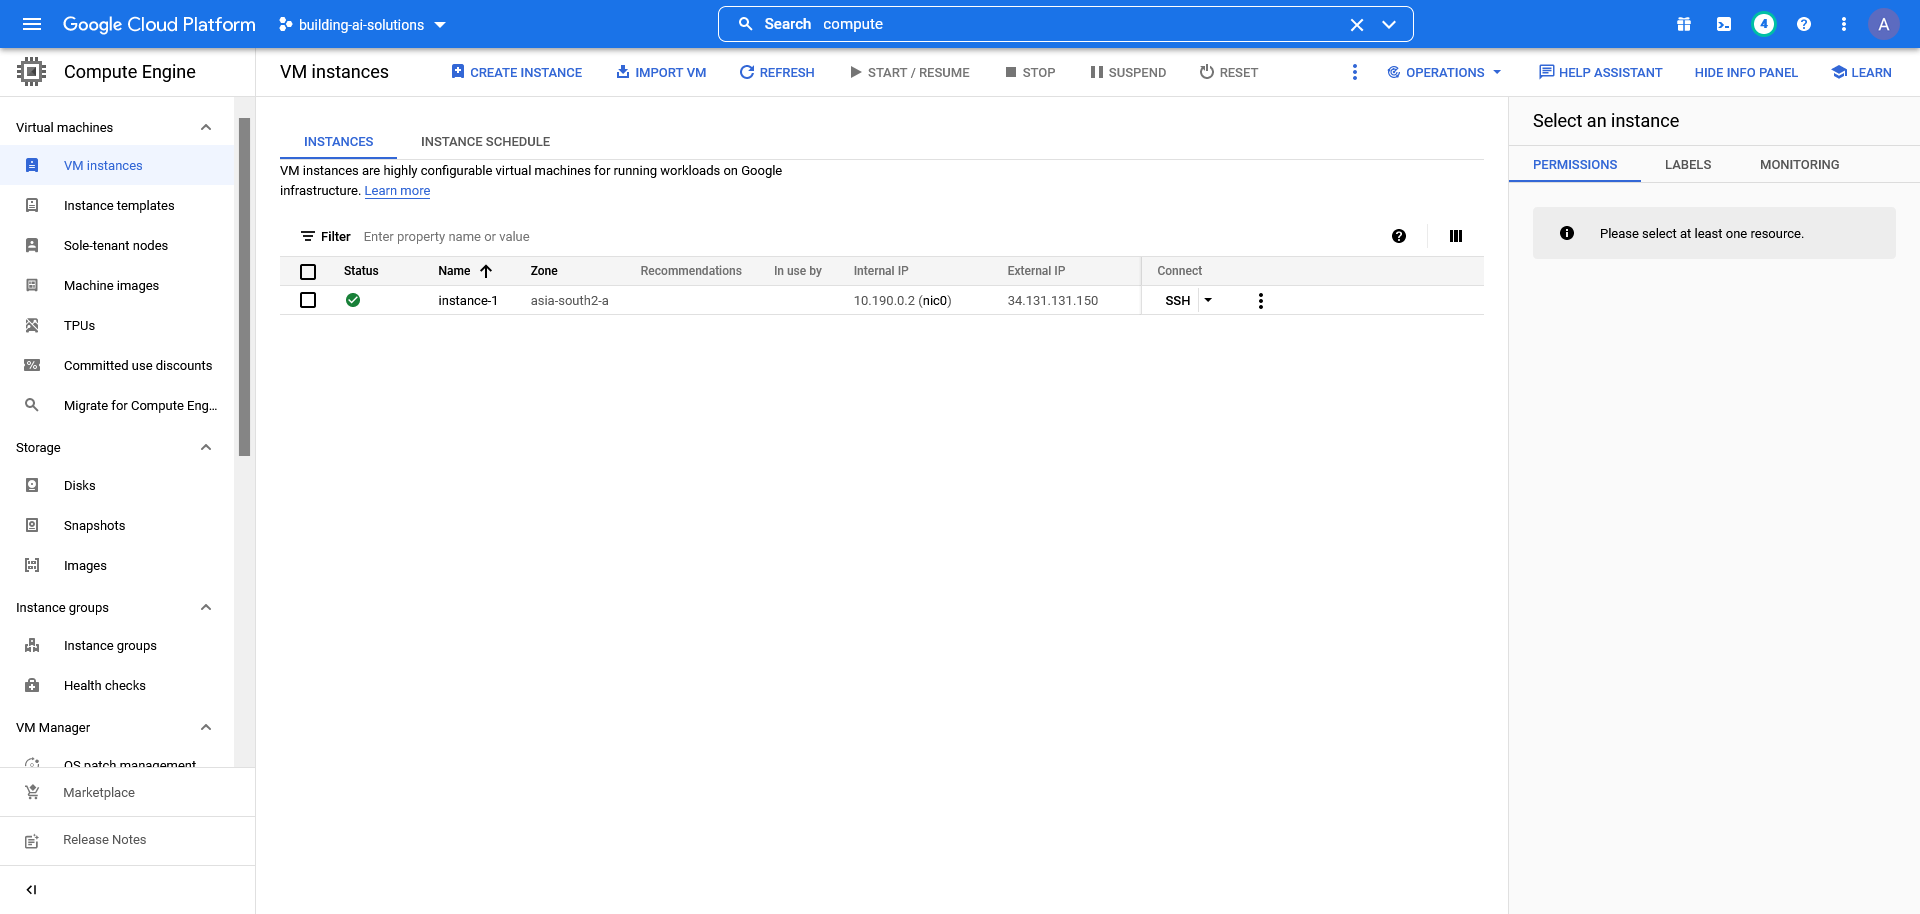 Google Cloud Platform
building-ai-solutions
Search compute
4
A
Compute Engine
VM instances
CREATE INSTANCE
IMPORT VM
REFRESH
START / RESUME
STOP
SUSPEND
RESET
OPERATIONS
HELP ASSISTANT
HIDE INFO PANEL
LEARN
Virtual machines
VM instances
Instance templates
Sole-tenant nodes
Machine images
TPUs
Committed use discounts
Migrate for Compute Eng...
Storage
Disks
Snapshots
Images
Instance groups
Instance groups
Health checks
VM Manager
OS patch management
Marketplace
Release Notes
INSTANCES
INSTANCE SCHEDULE
VM instances are highly configurable virtual machines for running workloads on Google
infrastructure. Learn more
Filter Enter property name or value
Status Name Zone Recommendations In use by Internal IP External IP Connect
instance-1 asia-south2-a 10.190.0.2 (nic0) 34.131.131.150 SSH
Select an instance
PERMISSIONS
LABELS
MONITORING
Please select at least one resource.